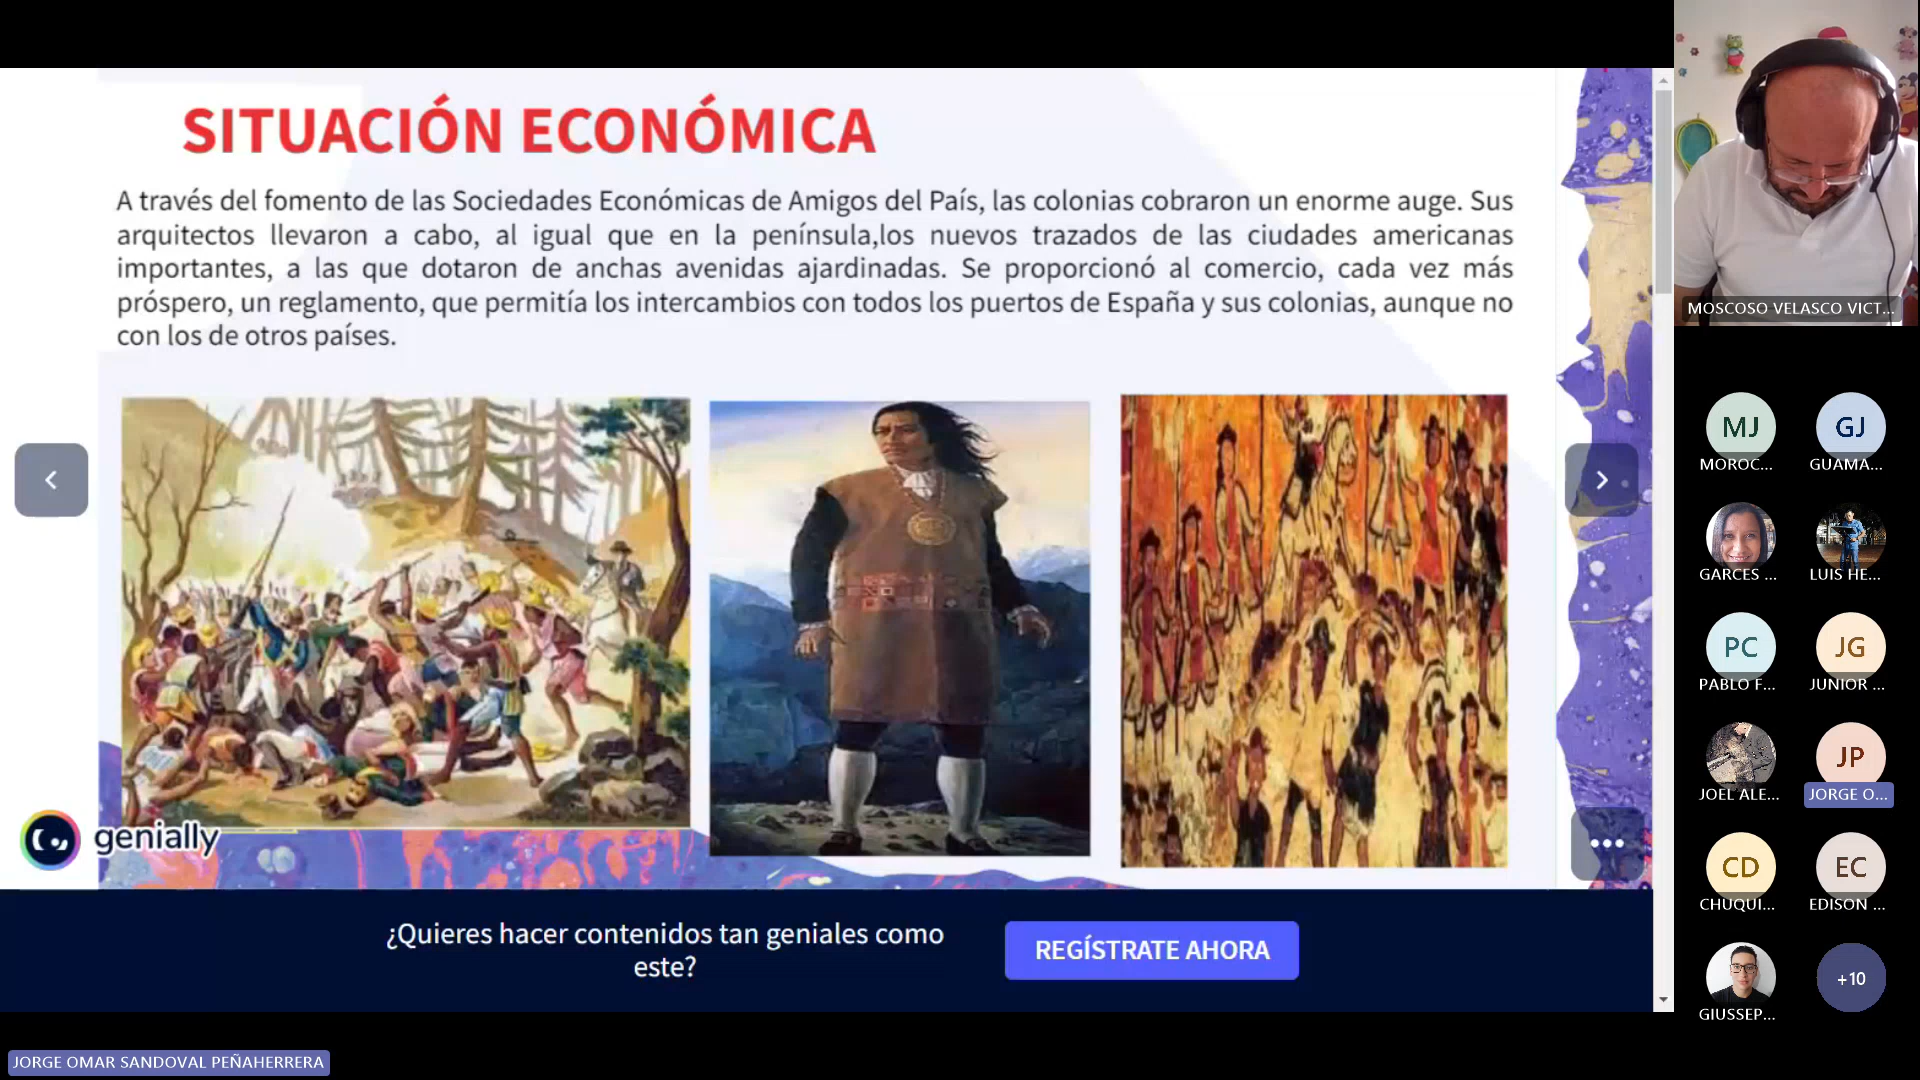 SITUACIÓN ECONÓMICA
A través del fomento de las Sociedades Económicas de Amigos del País, las colonias cobraron un enorme auge. Sus
arquitectos llevaron a cabo, al igual que en la península,los nuevos trazados de las ciudades americanas
importantes, a las que dotaron de anchas avenidas ajardinadas. Se proporcionó al comercio, cada vez más
próspero, un reglamento, que permitía los intercambios con todos los puertos de España y sus colonias, aunque no
con los de otros países.
genially
¿Quieres hacer contenidos tan geniales como
este?
REGÍSTRATE AHORA
JORGE OMAR SANDOVAL PEÑAHERRERA
MOSCOSO VELASCO VICT...
MJ
GJ
MOROC...
GUAMA...
GARCES ...
LUIS HE...
PC
JG
PABLO F...
JUNIOR ...
JP
JOEL ALE...
JORGE O...
CD
EC
CHUQUI...
EDISON ...
+10
GIUSSEP...